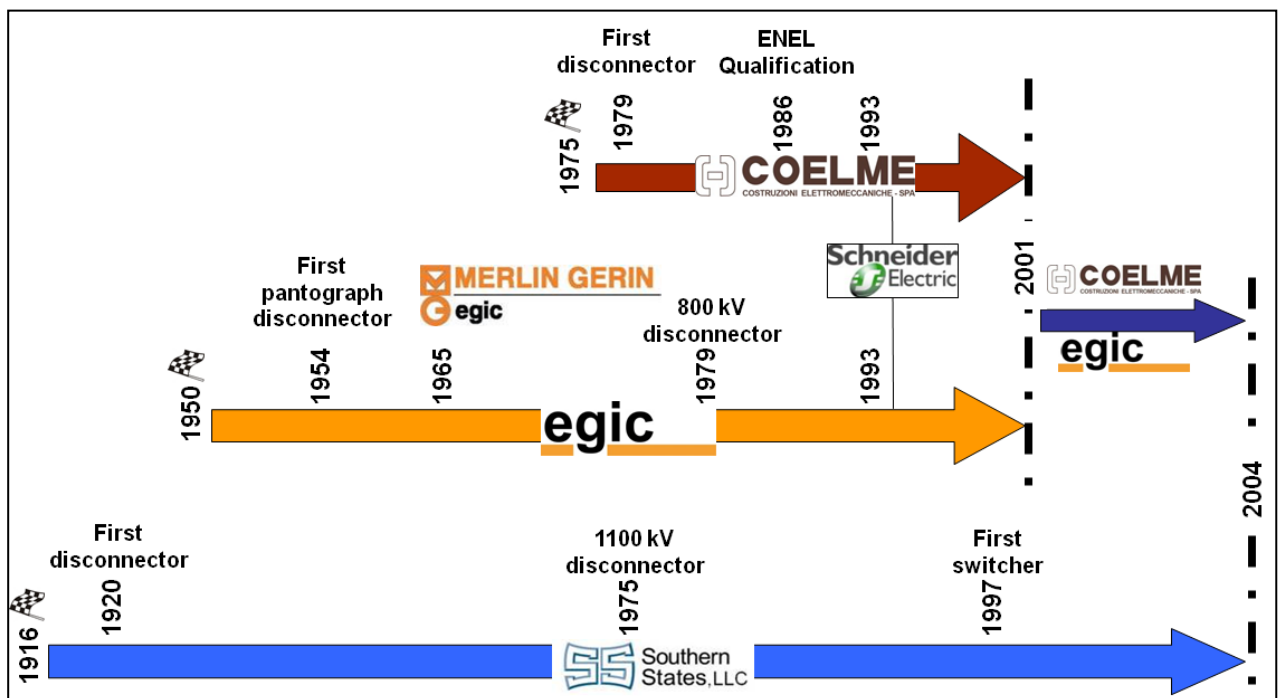 First
disconnector
ENEL
Qualification
1975
1979
1986
1993
COELME
COSTRUZIONI ELETTROMECCANICHE - SPA
Schneider
Electric
2001
COELME
COSTRUZIONI ELETTROMECCANICHE - SPA
egic
First
pantograph
disconnector
MERLIN GERIN
egic
800 kV
disconnector
1950
1954
1965
1979
1993
egic
2004
First
disconnector
1100 kV
disconnector
First
switcher
1916
1920
1975
1997
SS
Southern
States, LLC